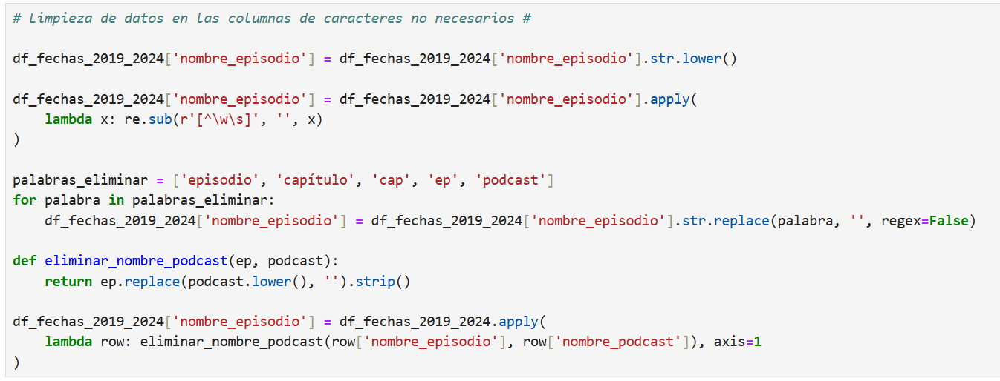 # Limpieza de datos en las columnas de caracteres no necesarios #
df_fechas_2019_2024['nombre_episodio'] = df_fechas_2019_2024['nombre_episodio'].str.lower()
df_fechas_2019_2024['nombre_episodio'] = df_fechas_2019_2024['nombre_episodio'].apply(
    lambda x: re.sub(r'[^\w\s]', '', x)
)
palabras_eliminar = ['episodio', 'capítulo', 'cap', 'ep', 'podcast']
for palabra in palabras_eliminar:
    df_fechas_2019_2024['nombre_episodio'] = df_fechas_2019_2024['nombre_episodio'].str.replace(palabra, '', regex=False)
def eliminar_nombre_podcast(ep, podcast):
    return ep.replace(podcast.lower(), '').strip()
df_fechas_2019_2024['nombre_episodio'] = df_fechas_2019_2024.apply(
    lambda row: eliminar_nombre_podcast(row['nombre_episodio'], row['nombre_podcast']), axis=1
)